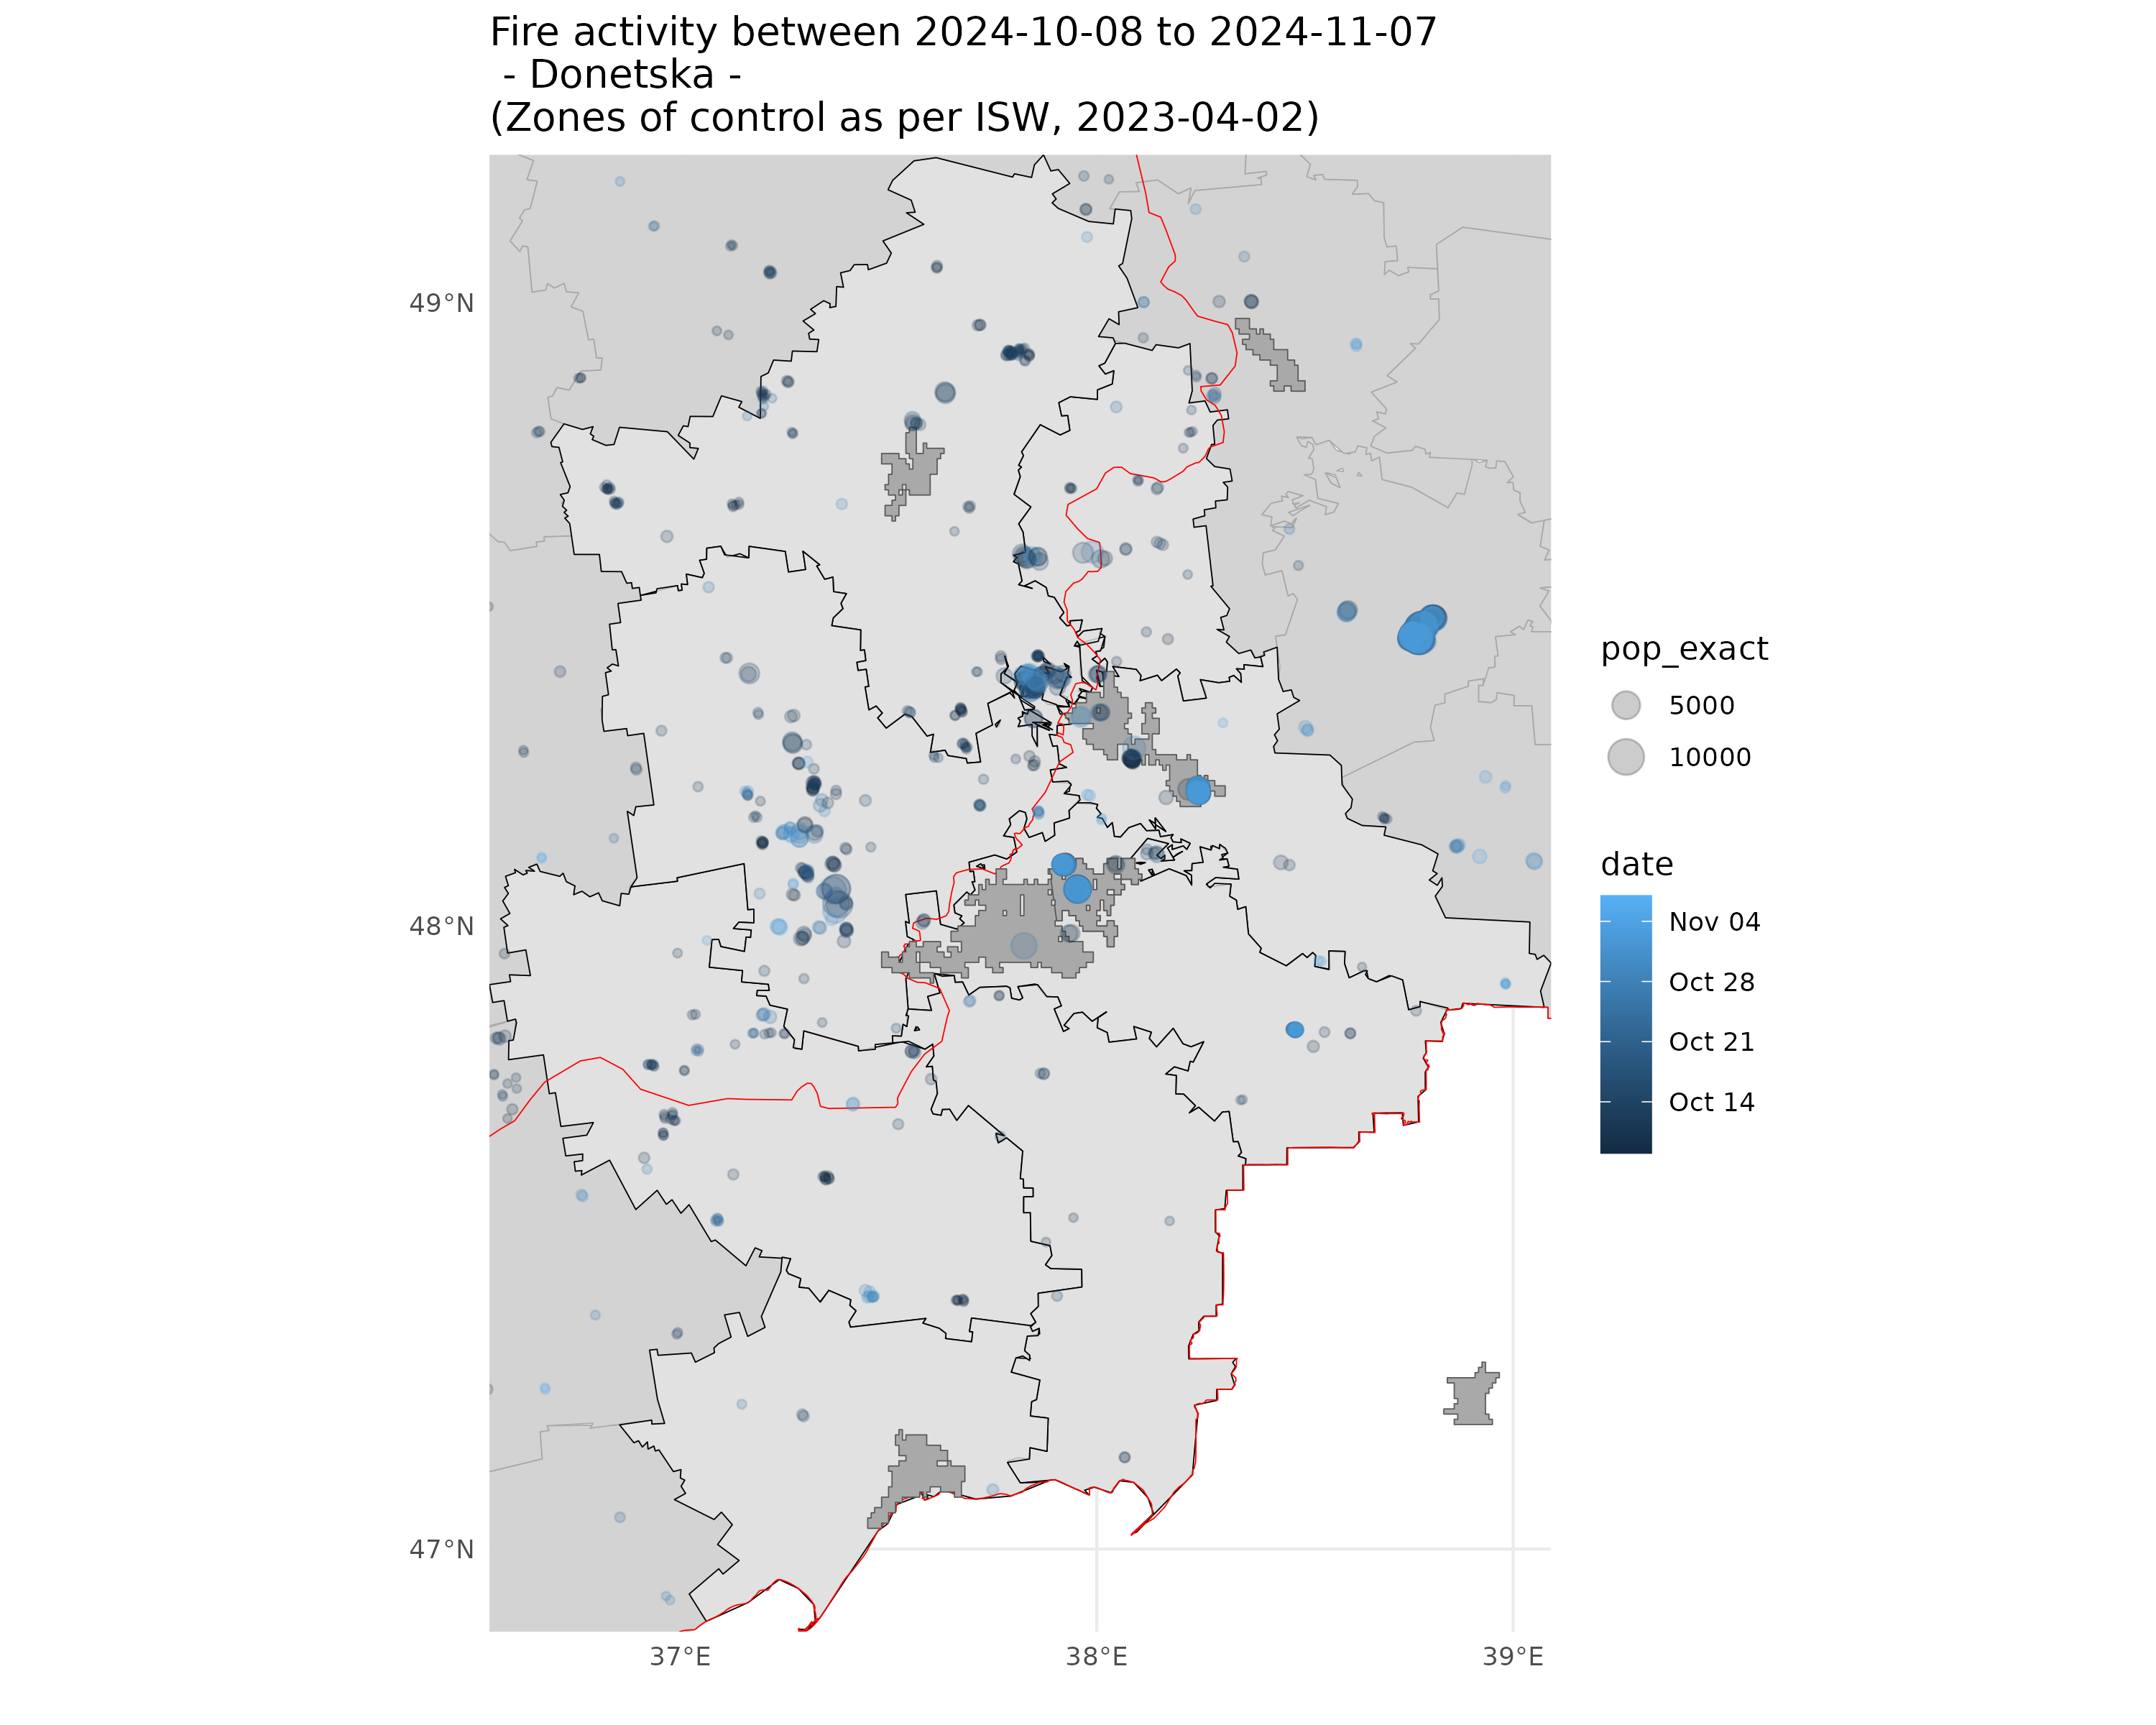 Fire activity between 2024-10-08 to 2024-11-07
- Donetska -
(Zones of control as per ISW, 2023-04-02)
49°N
48°N
47°N
37°E
38°E
39°E
pop_exact
5000
10000
date
Nov 04
Oct 28
Oct 21
Oct 14